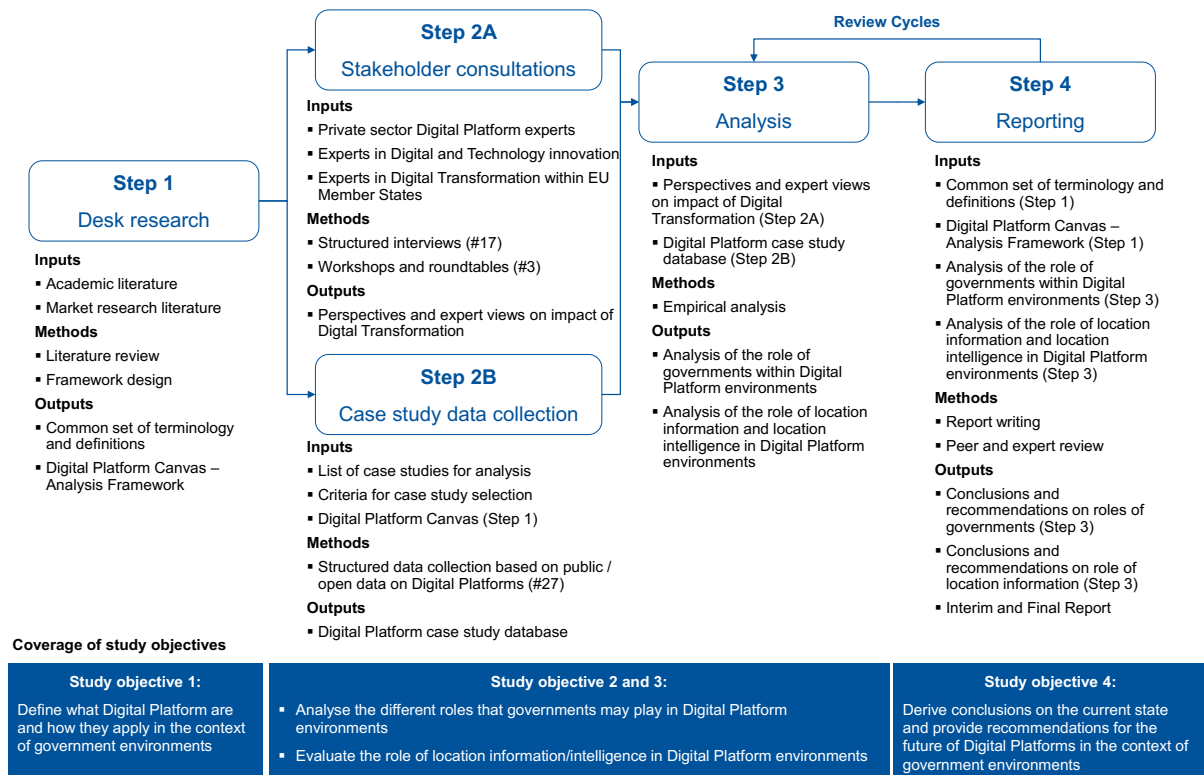 Review Cycles
Step 1
Desk research
Inputs
▪ Academic literature
▪ Market research literature
Methods
▪ Literature review
▪ Framework design
Outputs
▪ Common set of terminology
and definitions
▪ Digital Platform Canvas –
Analysis Framework
Step 2A
Stakeholder consultations
Inputs
▪ Private sector Digital Platform experts
▪ Experts in Digital and Technology innovation
▪ Experts in Digital Transformation within EU
Member States
Methods
▪ Structured interviews (#17)
▪ Workshops and roundtables (#3)
Outputs
▪ Perspectives and expert views on impact of
Digtal Transformation
Step 2B
Case study data collection
Inputs
▪ List of case studies for analysis
▪ Criteria for case study selection
▪ Digital Platform Canvas (Step 1)
Methods
▪ Structured data collection based on public /
open data on Digital Platforms (#27)
Outputs
▪ Digital Platform case study database
Step 3
Analysis
Inputs
▪ Perspectives and expert views
on impact of Digital
Transformation (Step 2A)
▪ Digital Platform case study
database (Step 2B)
Methods
▪ Empirical analysis
Outputs
▪ Analysis of the role of
governments within Digital
Platform environments
▪ Analysis of the role of location
information and location
intelligence in Digital Platform
environments
Step 4
Reporting
Inputs
▪ Common set of terminology and
definitions (Step 1)
▪ Digital Platform Canvas –
Analysis Framework (Step 1)
▪ Analysis of the role of
governments within Digital
Platform environments (Step 3)
▪ Analysis of the role of location
information and location
intelligence in Digital Platform
environments (Step 3)
Methods
▪ Report writing
▪ Peer and expert review
Outputs
▪ Conclusions and
recommendations on roles of
governments (Step 3)
▪ Conclusions and
recommendations on role of
location information (Step 3)
▪ Interim and Final Report
Coverage of study objectives
Study objective 1:
Define what Digital Platform are
and how they apply in the context
of government environments
Study objective 2 and 3:
▪ Analyse the different roles that governments may play in Digital Platform
environments
▪ Evaluate the role of location information/intelligence in Digital Platform environments
Study objective 4:
Derive conclusions on the current state
and provide recommendations for the
future of Digital Platforms in the context of
government environments